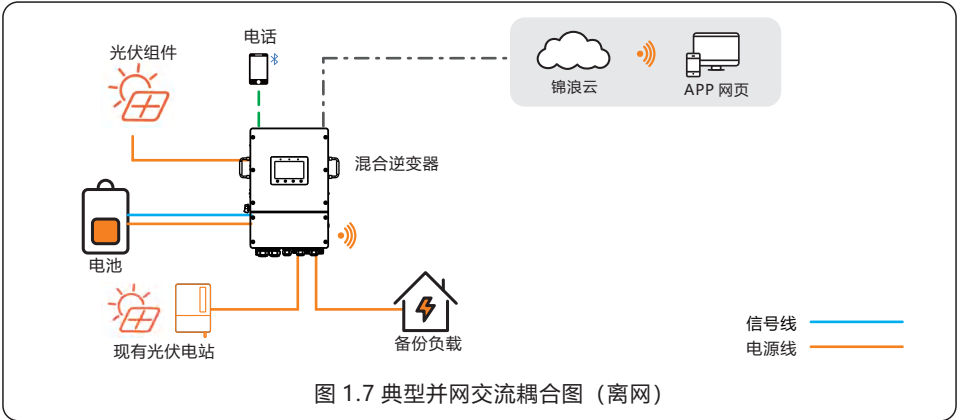 电话
光伏组件
锦浪云
APP 网页
混合逆变器
电池
现有光伏电站
备份负载
信号线
电源线
图 1.7 典型并网交流耦合图（离网）